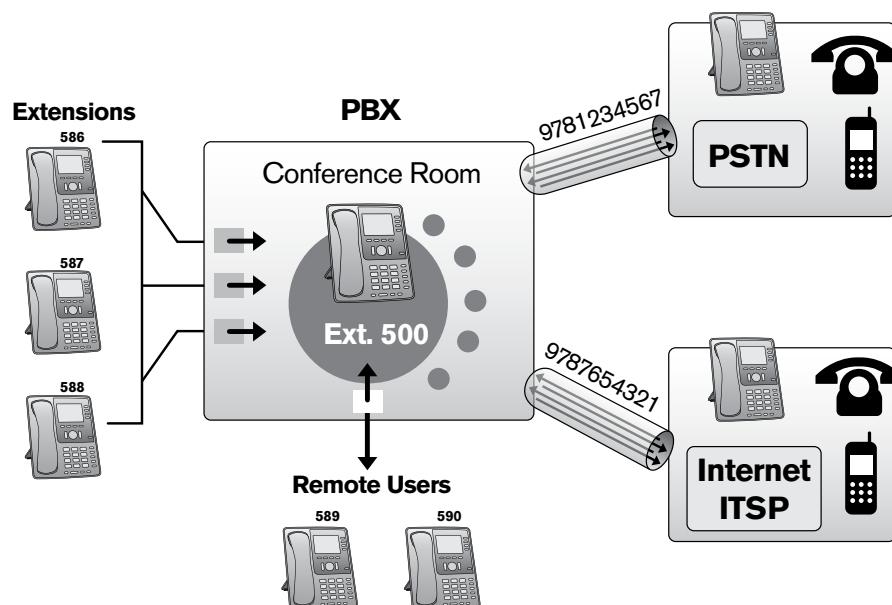 Extensions
586
587
588
PBX
Conference Room
Ext. 500
Remote Users
589
590
9781234567
PSTN
9787654321
Internet
ITSP